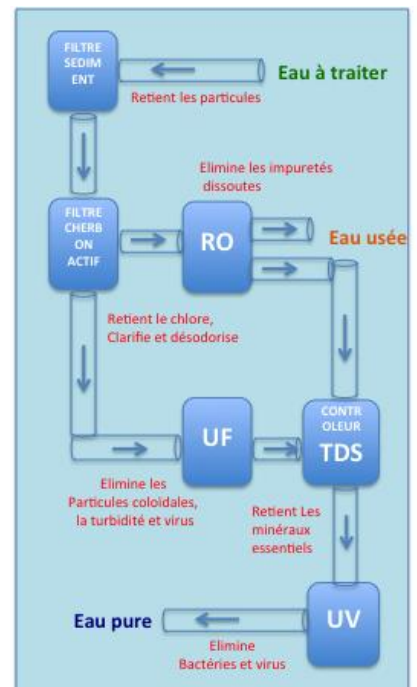 FILTRE
SEDIM
ENT
Eau à traiter
Retient les particules
Elimine les impuretés
dissoutes
FILTRE
CHERB
ON
ACTIF
RO
Eau usée
Retient le chlore,
Clarifie et désodorise
UF
CONTR
OLEUR
TDS
Elimine les
Particules coloïdales,
la turbidité et virus
Retient Les
minéraux
essentiels
Eau pure
UV
Elimine
Bactéries et virus